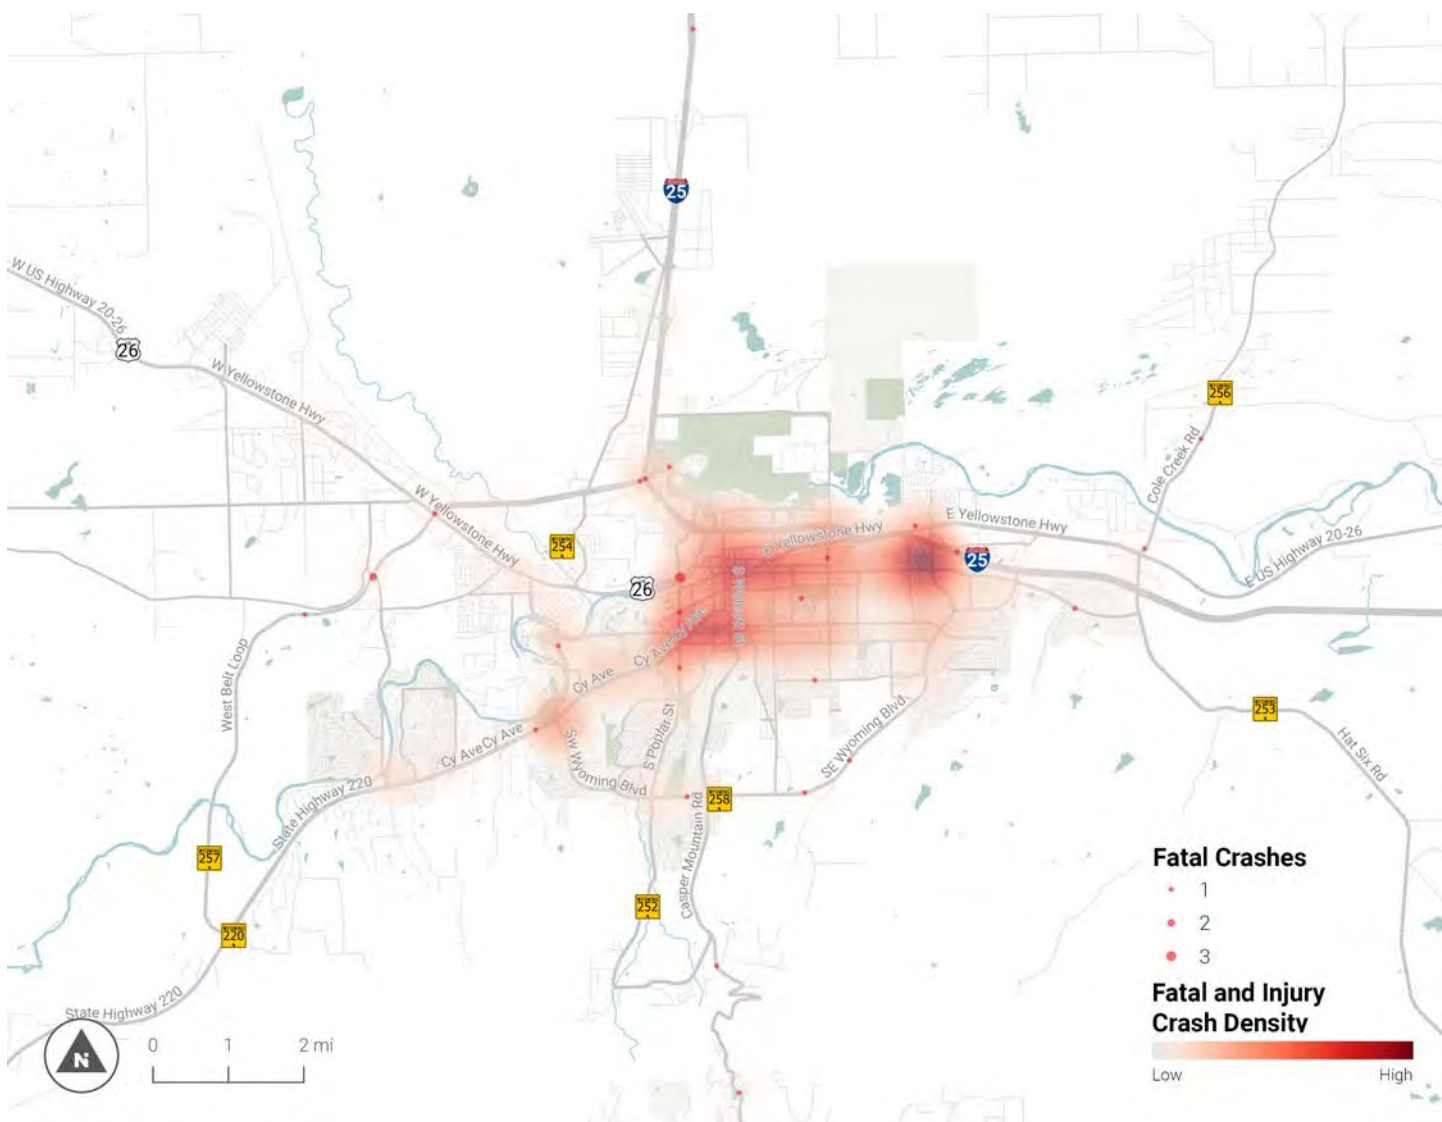 25
W US Highway 20-26
26
W Yellowstone Hwy
256
Cole Creek Rd
W Yellowstone Hwy
E Yellowstone Hwy
E Yellowstone Hwy
254
25
E US Highway 20-26
26
S Wolcott St
Cy Ave
Cy Ave
Cy Ave
West Belt Loop
Cy Ave
Cy Ave
S Poplar St
SE Wyoming Blvd
253
Hat Six Rd
Sw Wyoming Blvd
State Highway 220
258
257
Casper Mountain Rd
252
220
State Highway 220
N
0 1 2 mi
Fatal Crashes
1
2
3
Fatal and Injury
Crash Density
Low High